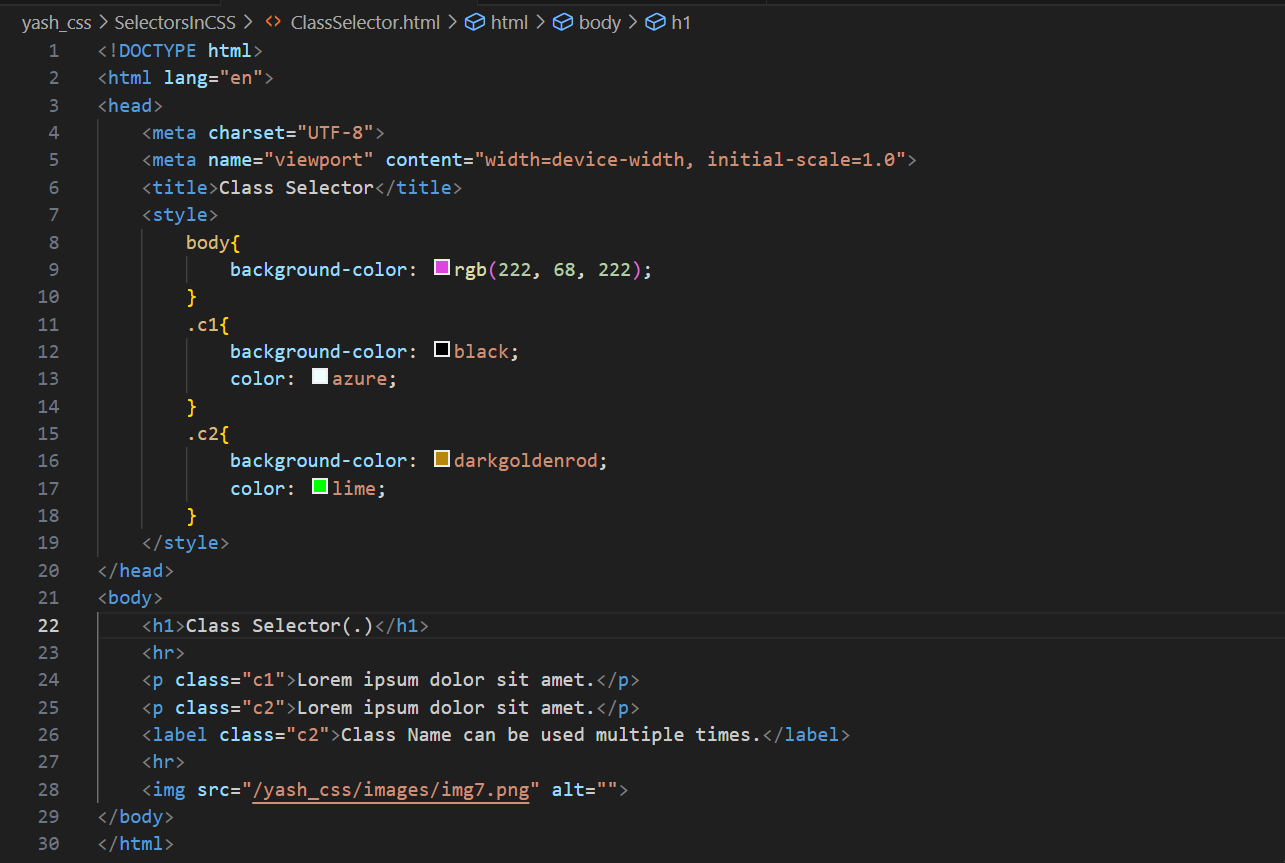 yash_css > SelectorsInCSS > <> ClassSelector.html > html > body > h1
1 <!DOCTYPE html>
2 <html lang="en">
3 <head>
4     <meta charset="UTF-8">
5     <meta name="viewport" content="width=device-width, initial-scale=1.0">
6     <title>Class Selector</title>
7     <style>
8         body{
9             background-color: rgb(222, 68, 222);
10         }
11         .c1{
12             background-color: black;
13             color: azure;
14         }
15         .c2{
16             background-color: darkgoldenrod;
17             color: lime;
18         }
19     </style>
20 </head>
21 <body>
22     <h1>Class Selector(.)</h1>
23     <hr>
24     <p class="c1">Lorem ipsum dolor sit amet.</p>
25     <p class="c2">Lorem ipsum dolor sit amet.</p>
26     <label class="c2">Class Name can be used multiple times.</label>
27     <hr>
28     <img src="/yash_css/images/img7.png" alt="">
29 </body>
30 </html>